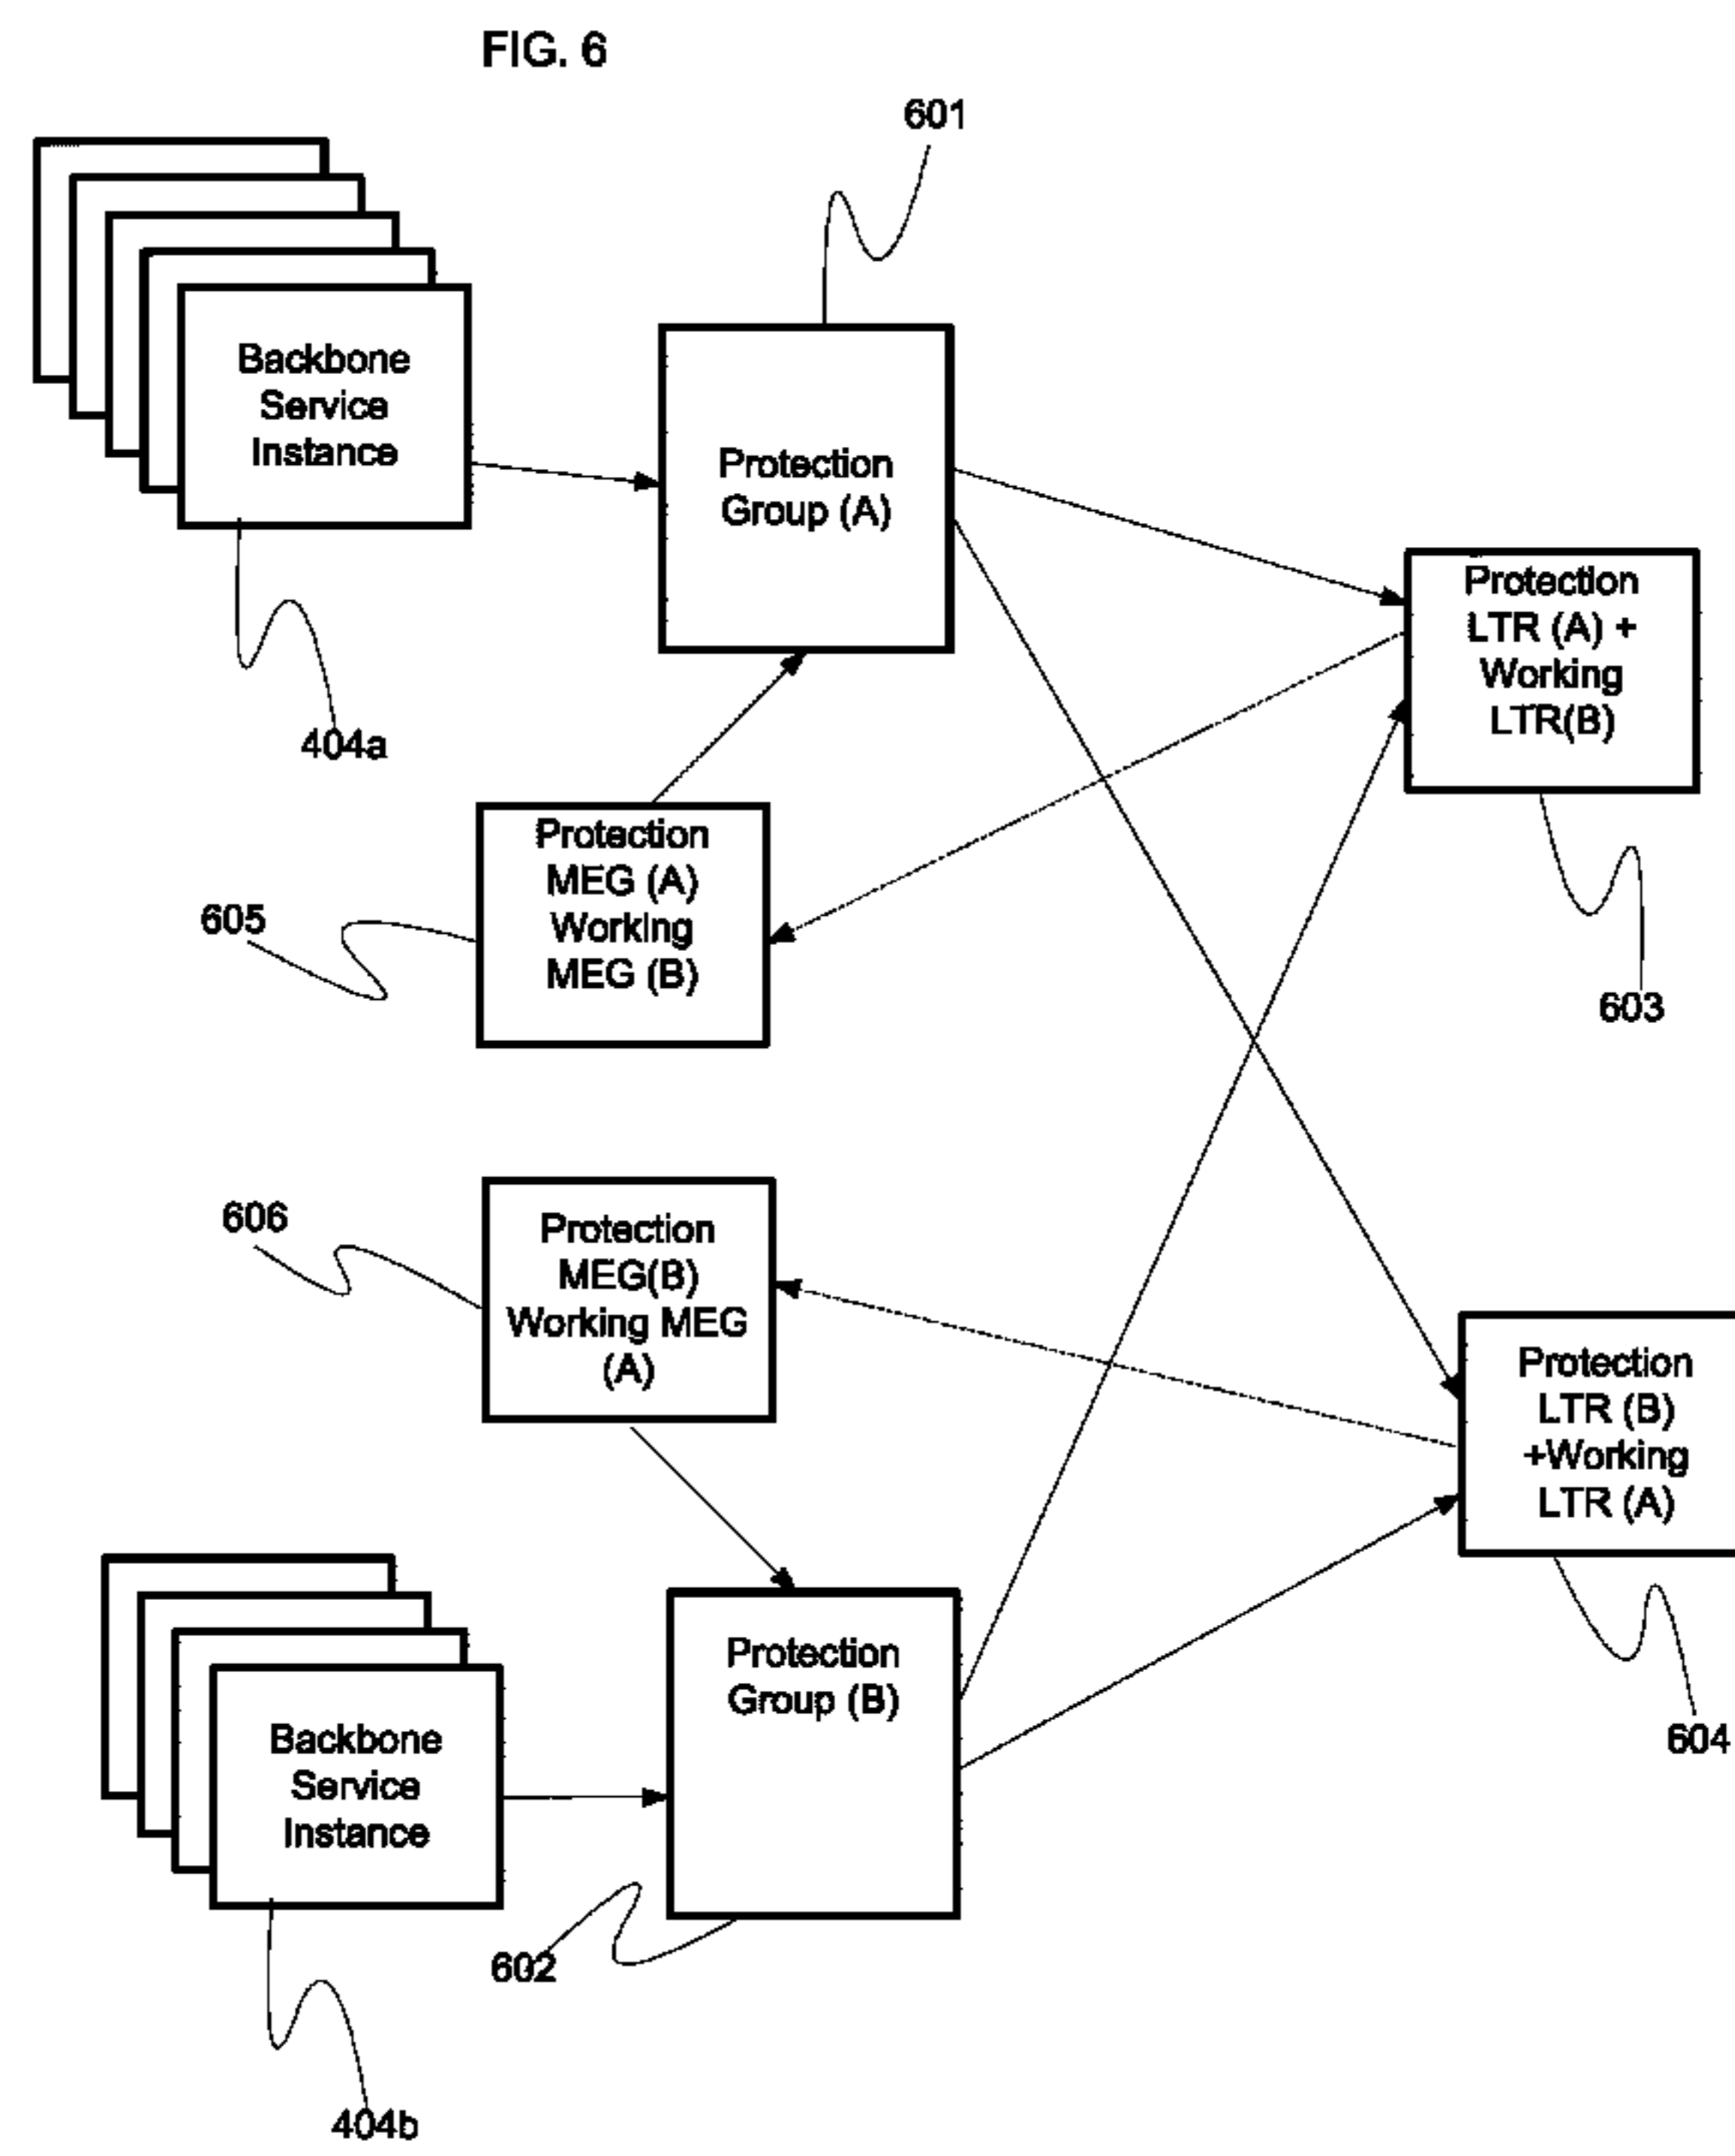 FIG. 6
601
Backbone
Service
Instance
Protection
Group (A)
404a
Protection
LTR (A) +
Working
LTR(B)
603
Protection
MEG (A)
Working
MEG (B)
605
606
Protection
MEG(B)
Working MEG
(A)
Protection
LTR (B)
+Working
LTR (A)
604
Backbone
Service
Instance
Protection
Group (B)
602
404b